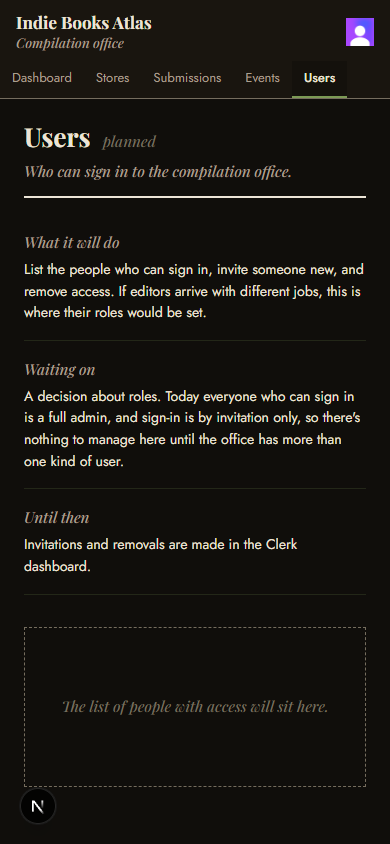 Indie Books Atlas
Compilation office
Dashboard Stores Submissions Events Users
Users planned
Who can sign in to the compilation office.
What it will do
List the people who can sign in, invite someone new, and
remove access. If editors arrive with different jobs, this is
where their roles would be set.
Waiting on
A decision about roles. Today everyone who can sign in
is a full admin, and sign-in is by invitation only, so there's
nothing to manage here until the office has more than
one kind of user.
Until then
Invitations and removals are made in the Clerk
dashboard.
The list of people with access will sit here.
N